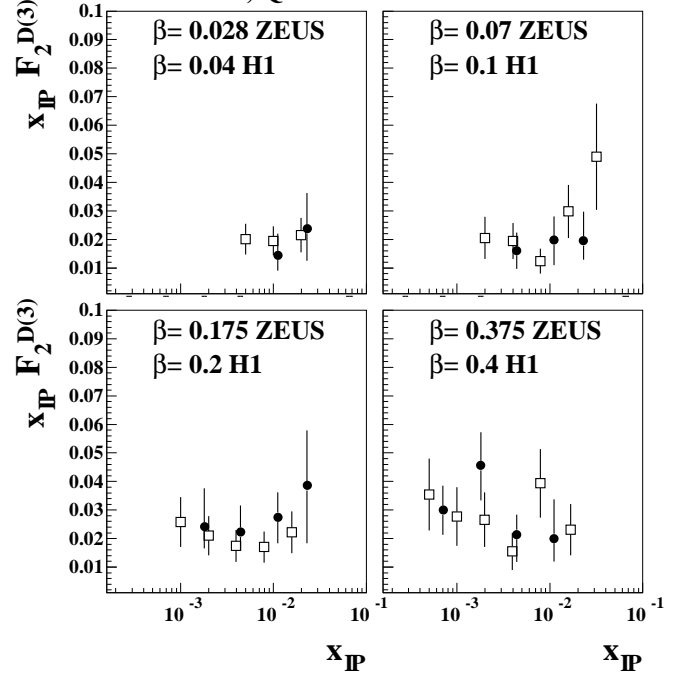 β= 0.028 ZEUS
β= 0.04 H1
β= 0.07 ZEUS
β= 0.1 H1
x_IP F_2^D(3)
0.1
0.09
0.08
0.07
0.06
0.05
0.04
0.03
0.02
0.01
β= 0.175 ZEUS
β= 0.2 H1
β= 0.375 ZEUS
β= 0.4 H1
x_IP F_2^D(3)
0.1
0.09
0.08
0.07
0.06
0.05
0.04
0.03
0.02
0.01
10^-3 10^-2 10^-1 10^-3 10^-2 10^-1
x_IP x_IP